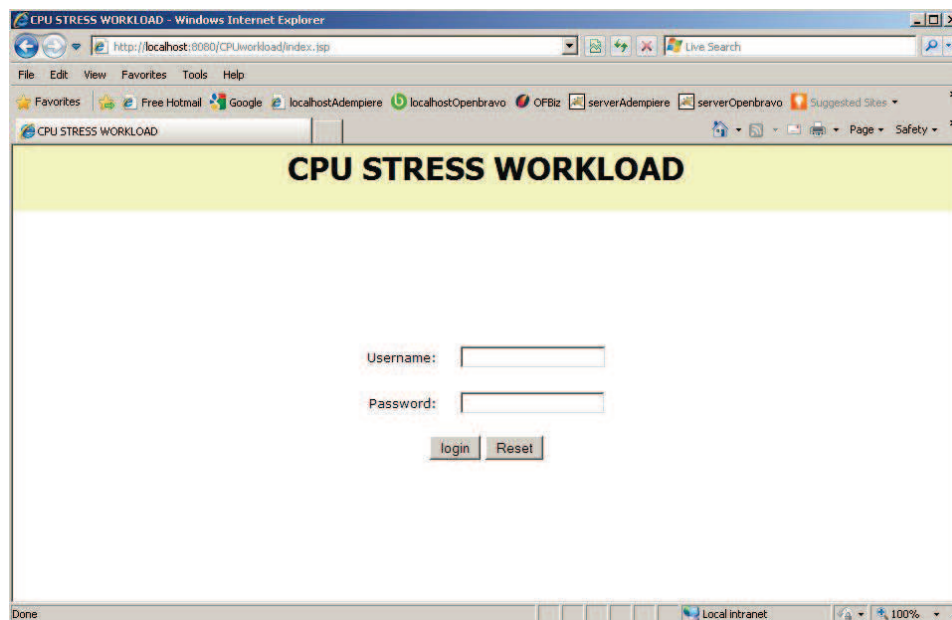 CPU STRESS WORKLOAD - Windows Internet Explorer
http://localhost:8080/CPUworkload/index.jsp
Live Search
File Edit View Favorites Tools Help
Favorites Free Hotmail Google localhostAdempiere localhostOpenbravo OFBiz serverAdempiere serverOpenbravo Suggested Sites
CPU STRESS WORKLOAD Page Safety
CPU STRESS WORKLOAD
Username:
Password:
login Reset
Done Local intranet 100%